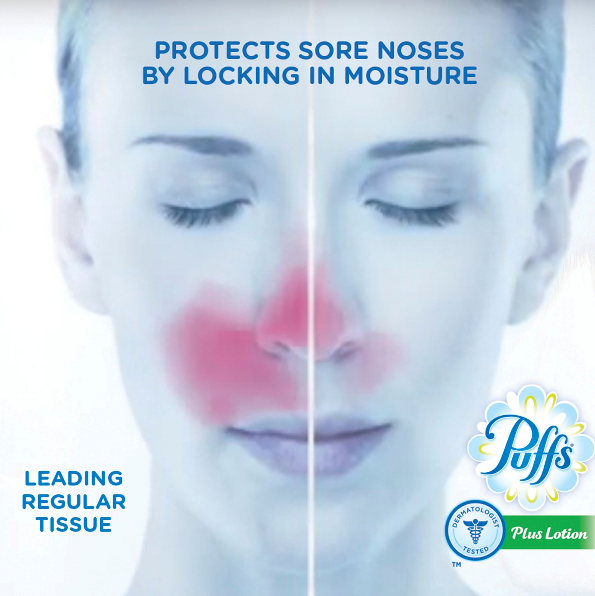 PROTECTS SORE NOSES
BY LOCKING IN MOISTURE
LEADING
REGULAR
TISSUE
Puffs®
DERMATOLOGIST
TESTED
TM
Plus Lotion